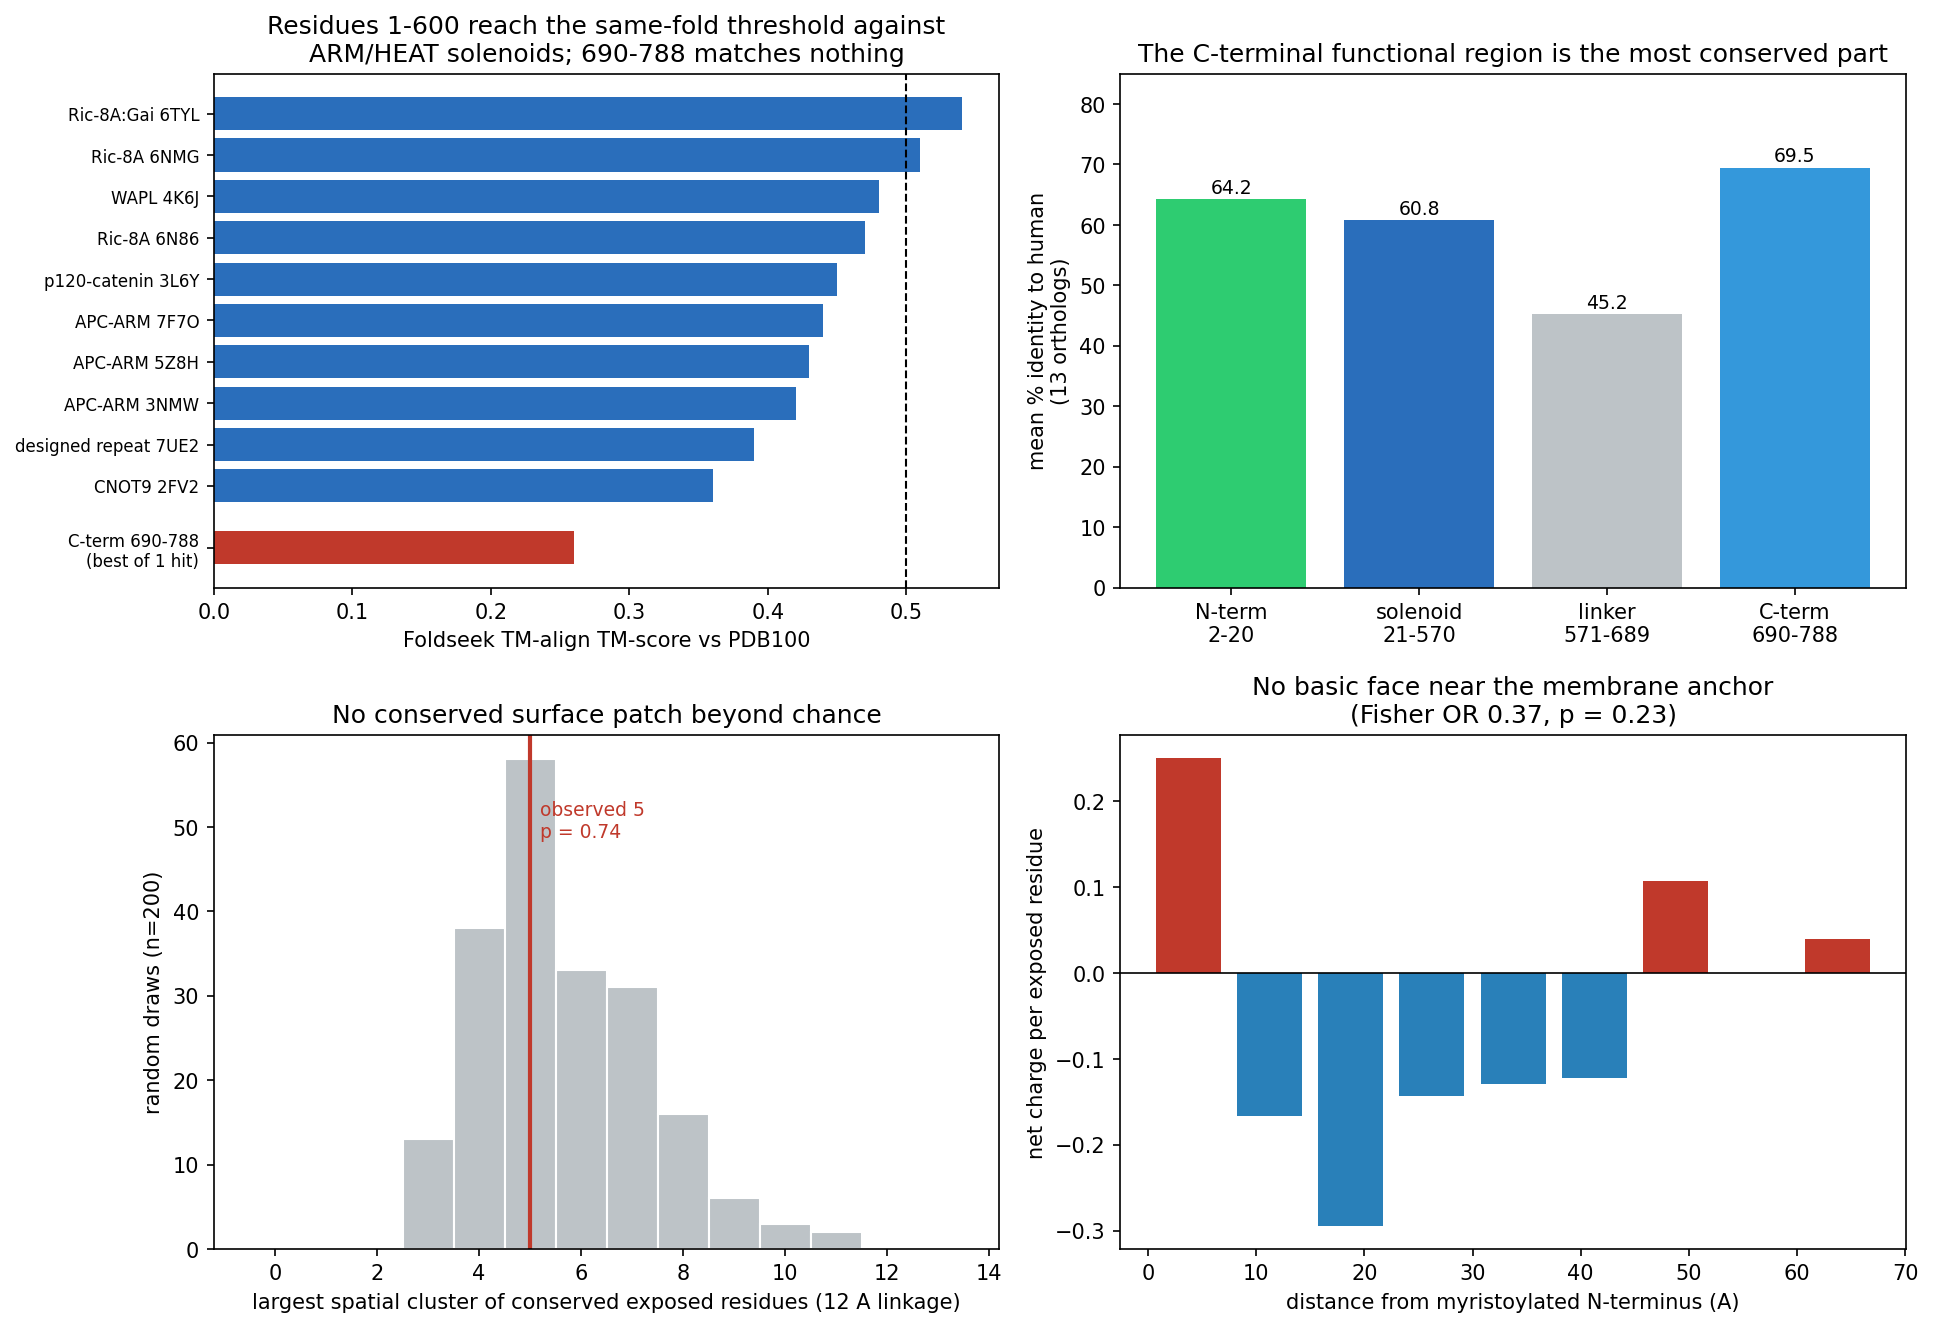 Residues 1-600 reach the same-fold threshold against
ARM/HEAT solenoids; 690-788 matches nothing
Ric-8A:Gai 6TYL
Ric-8A 6NMG
WAPL 4K6J
Ric-8A 6N86
p120-catenin 3L6Y
APC-ARM 7F7O
APC-ARM 5Z8H
APC-ARM 3NMW
designed repeat 7UE2
CNOT9 2FV2
C-term 690-788
(best of 1 hit)
0.0 0.1 0.2 0.3 0.4 0.5
Foldseek TM-align TM-score vs PDB100
The C-terminal functional region is the most conserved part
mean % identity to human
(13 orthologs)
80
70
60
50
40
30
20
10
0
64.2
60.8
45.2
69.5
N-term
2-20
solenoid
21-570
linker
571-689
C-term
690-788
No conserved surface patch beyond chance
random draws (n=200)
60
50
40
30
20
10
0
observed 5
p = 0.74
0 2 4 6 8 10 12 14
largest spatial cluster of conserved exposed residues (12 A linkage)
No basic face near the membrane anchor
(Fisher OR 0.37, p = 0.23)
net charge per exposed residue
0.2
0.1
0.0
−0.1
−0.2
−0.3
0 10 20 30 40 50 60 70
distance from myristoylated N-terminus (A)